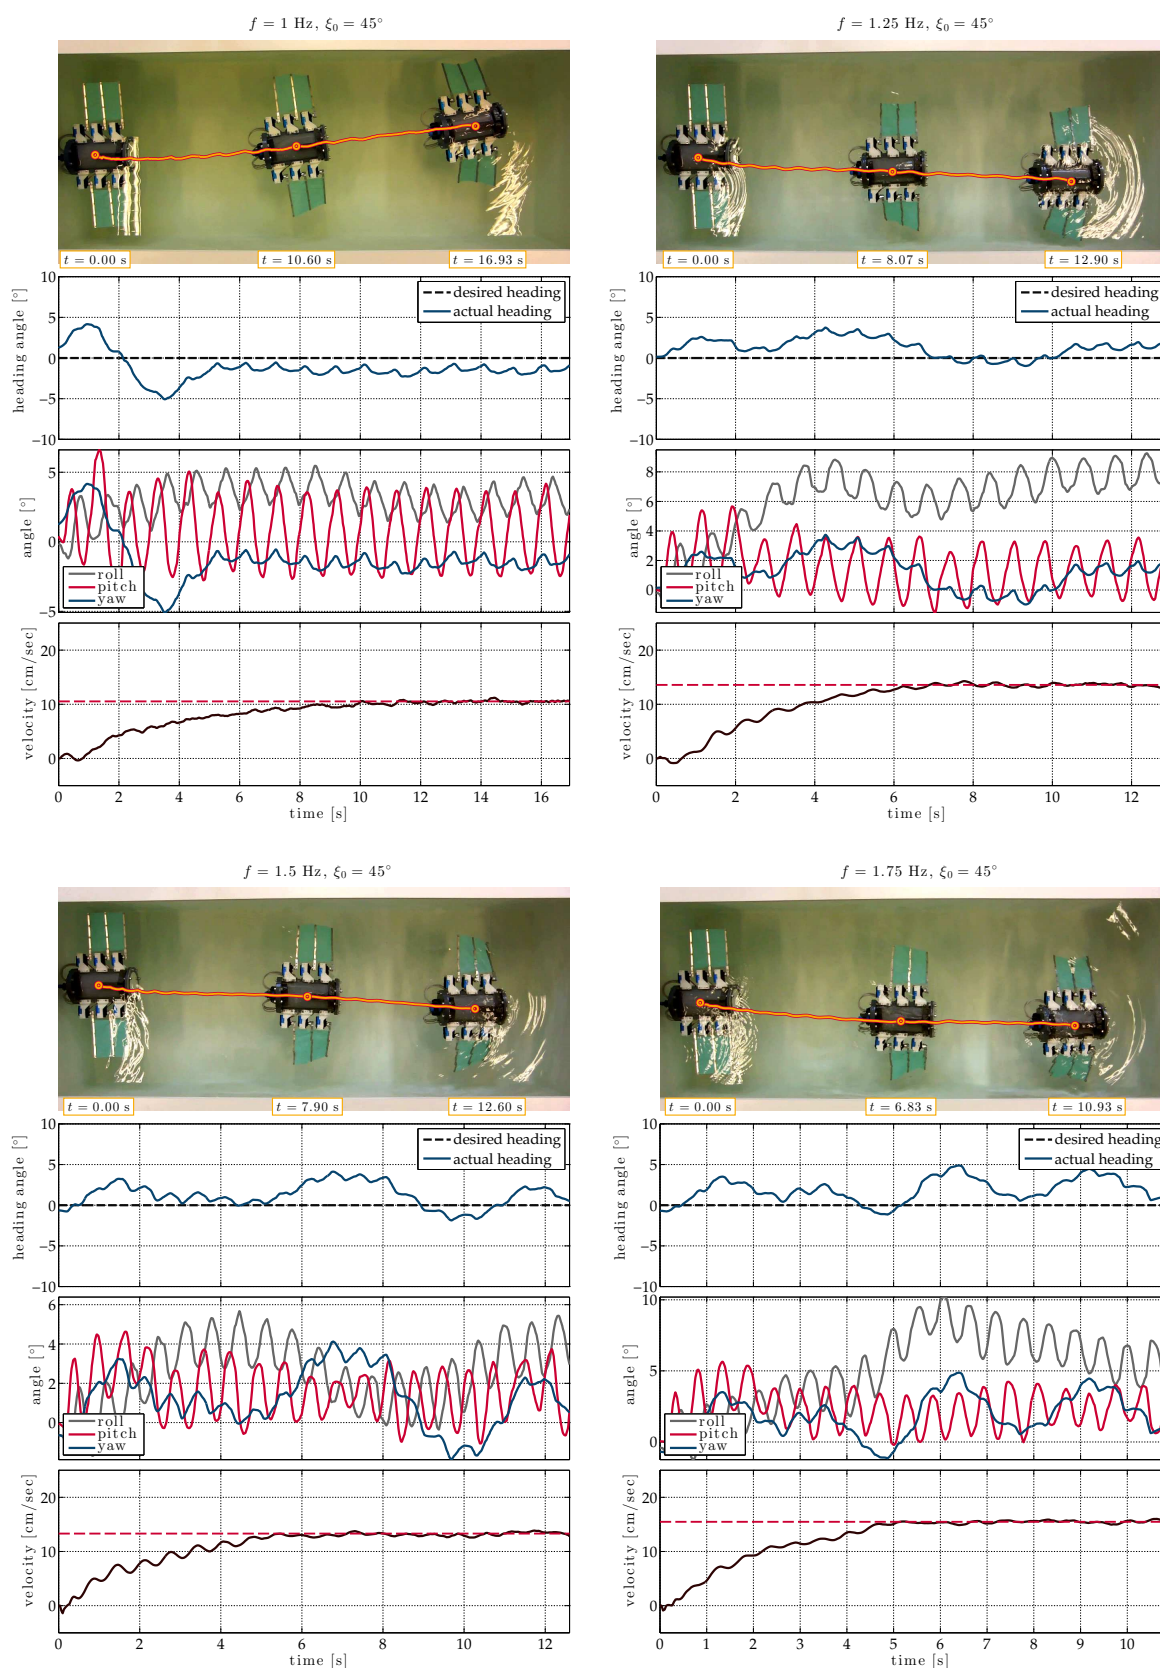 f = 1 Hz, ξ₀ = 45°
t = 0.00 s
t = 10.60 s
t = 16.93 s
heading angle [°]
10
5
0
−5
−10
desired heading
actual heading
angle [°]
5
0
−5
roll
pitch
yaw
velocity [cm/sec]
20
10
0
0 2 4 6 8 10 12 14 16
time [s]
f = 1.25 Hz, ξ₀ = 45°
t = 0.00 s
t = 8.07 s
t = 12.90 s
heading angle [°]
10
5
0
−5
−10
desired heading
actual heading
angle [°]
8
6
4
2
0
roll
pitch
yaw
velocity [cm/sec]
20
10
0
0 2 4 6 8 10 12
time [s]
f = 1.5 Hz, ξ₀ = 45°
t = 0.00 s
t = 7.90 s
t = 12.60 s
heading angle [°]
10
5
0
−5
−10
desired heading
actual heading
angle [°]
6
4
2
0
roll
pitch
yaw
velocity [cm/sec]
20
10
0
0 2 4 6 8 10 12
time [s]
f = 1.75 Hz, ξ₀ = 45°
t = 0.00 s
t = 6.83 s
t = 10.93 s
heading angle [°]
10
5
0
−5
−10
desired heading
actual heading
angle [°]
10
5
0
roll
pitch
yaw
velocity [cm/sec]
20
10
0
0 1 2 3 4 5 6 7 8 9 10
time [s]